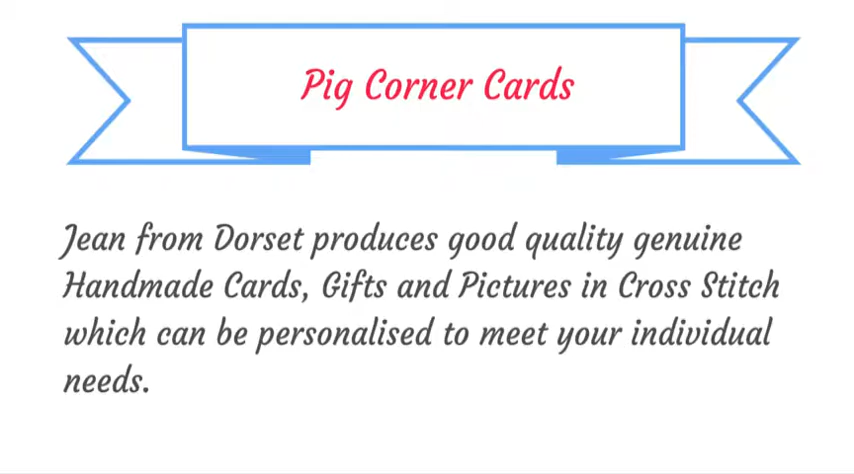 Pig Corner Cards
Jean from Dorset produces good quality genuine
Handmade Cards, Gifts and Pictures in Cross Stitch
which can be personalised to meet your individual
needs.